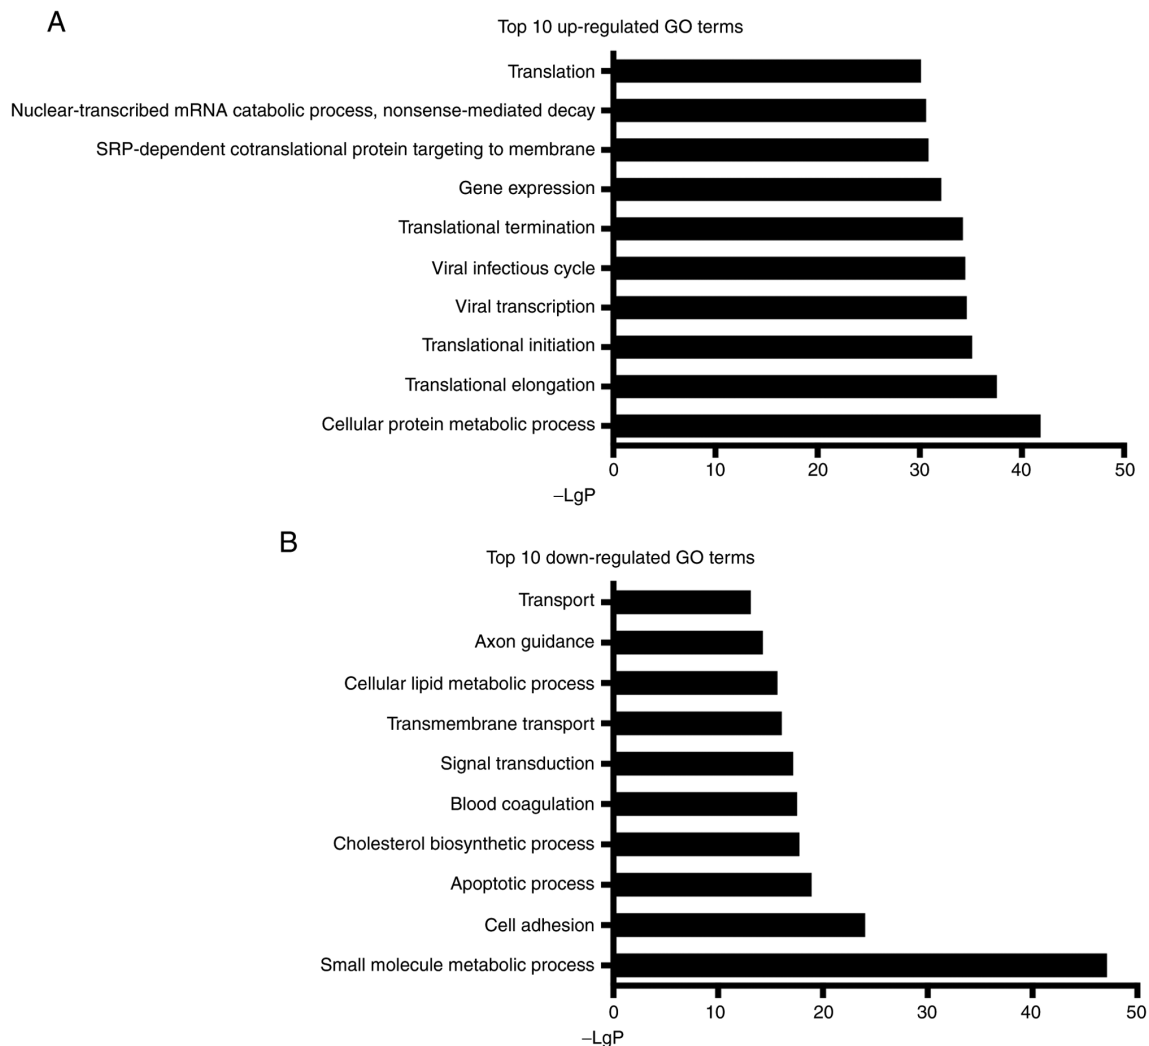 A
Top 10 up-regulated GO terms
Translation
Nuclear-transcribed mRNA catabolic process, nonsense-mediated decay
SRP-dependent cotranslational protein targeting to membrane
Gene expression
Translational termination
Viral infectious cycle
Viral transcription
Translational initiation
Translational elongation
Cellular protein metabolic process
0 10 20 30 40 50
–LgP
B
Top 10 down-regulated GO terms
Transport
Axon guidance
Cellular lipid metabolic process
Transmembrane transport
Signal transduction
Blood coagulation
Cholesterol biosynthetic process
Apoptotic process
Cell adhesion
Small molecule metabolic process
0 10 20 30 40 50
–LgP